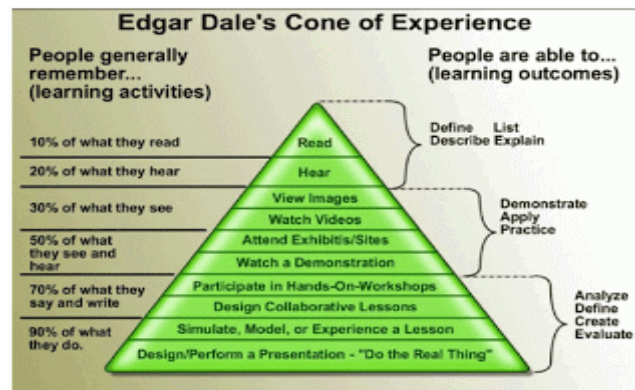 Edgar Dale's Cone of Experience
People generally
remember...
(learning activities)
People are able to...
(learning outcomes)
10% of what they read
20% of what they hear
30% of what they see
50% of what
they see and
hear
70% of what they
say and write
90% of what
they do.
Read
Hear
View Images
Watch Videos
Attend Exhibitis/Sites
Watch a Demonstration
Participate in Hands-On-Workshops
Design Collaborative Lessons
Simulate, Model, or Experience a Lesson
Design/Perform a Presentation - "Do the Real Thing"
Define List
Describe Explain
Demonstrate
Apply
Practice
Analyze
Define
Create
Evaluate